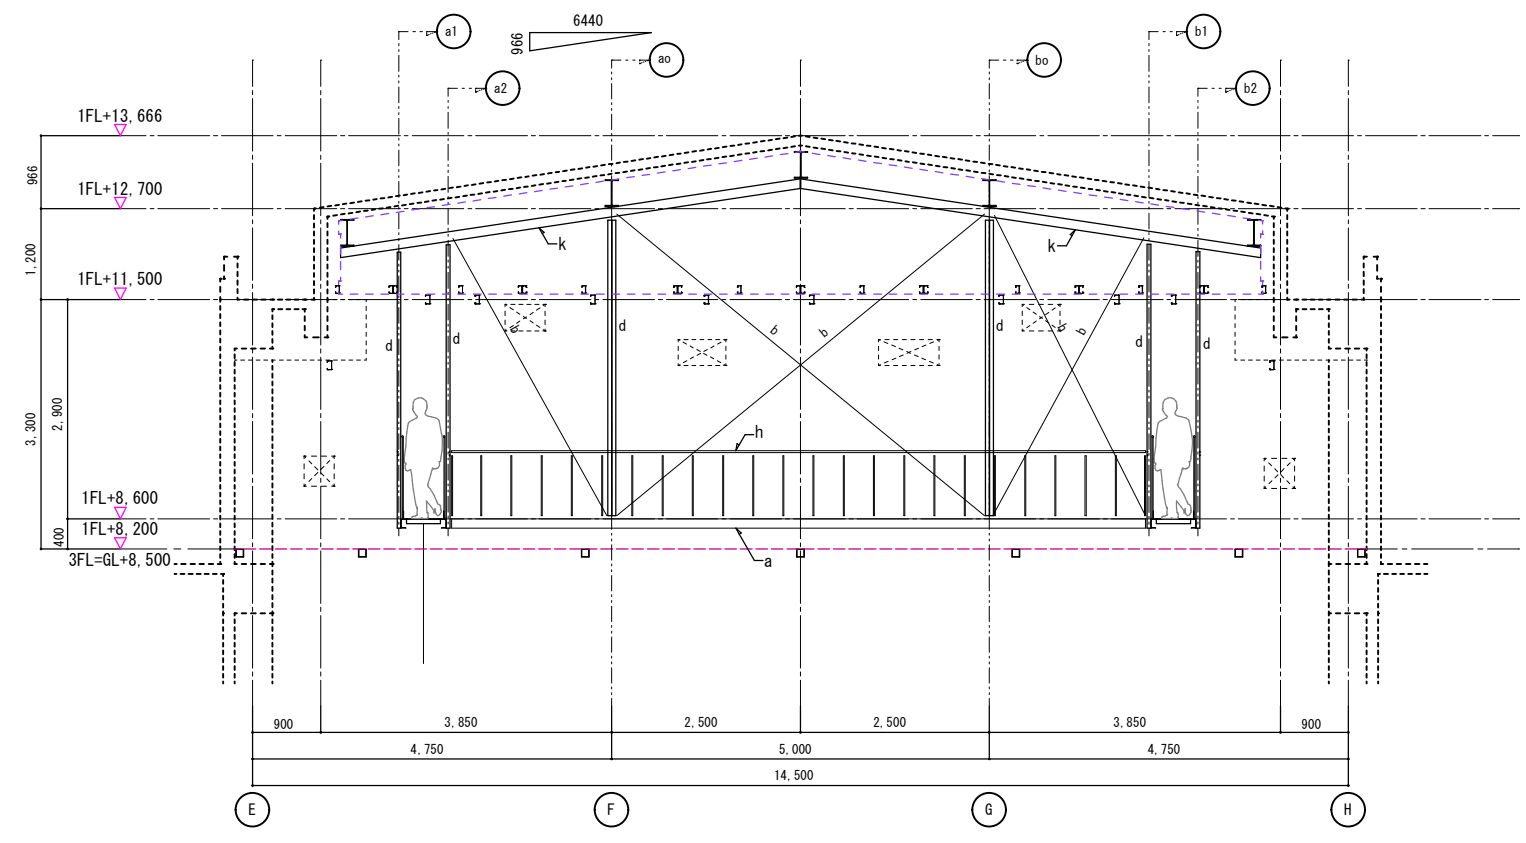 6440
966
a1
ao
a2
bo
b1
b2
1FL+13,666
966
1FL+12,700
1,200
1FL+11,500
k
k
d
d
d
d
d
d
b
b
b
b
b
3,300
2,900
h
1FL+8,600
1FL+8,200
400
3FL=GL+8,500
a
900
3,850
2,500
2,500
3,850
900
4,750
5,000
4,750
14,500
E
F
G
H